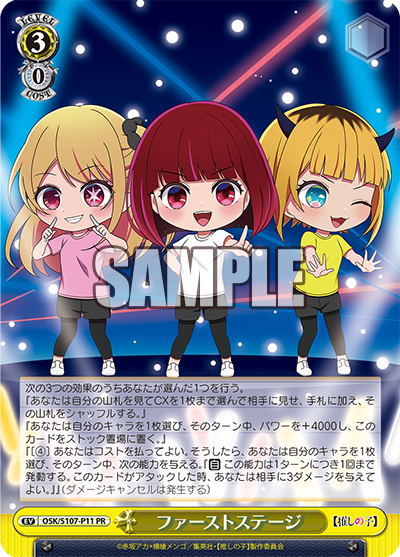 LEVEL
3
0
COST
SAMPLE
次の3つの効果のうちあなたが選んだ1つを行う。
『あなたは自分の山札を見てCXを1枚まで選んで相手に見せ、手札に加え、そ
の山札をシャッフルする。』
『あなたは自分のキャラを1枚選び、そのターン中、パワーを+4000し、この
カードをストック置場に置く。』
『[④] あなたはコストを払ってよい。そうしたら、あなたは自分のキャラを1枚
選び、そのターン中、次の能力を与える。『自 この能力は1ターンにつき1回まで
発動する。このカードがアタックした時、あなたは相手に3ダメージを与えてよ
い。』』(ダメージキャンセルは発生する)
EV OSK/S107-P11 PR ファーストステージ 【推しの子】
©赤坂アカ×横槍メンゴ/集英社・【推しの子】製作委員会